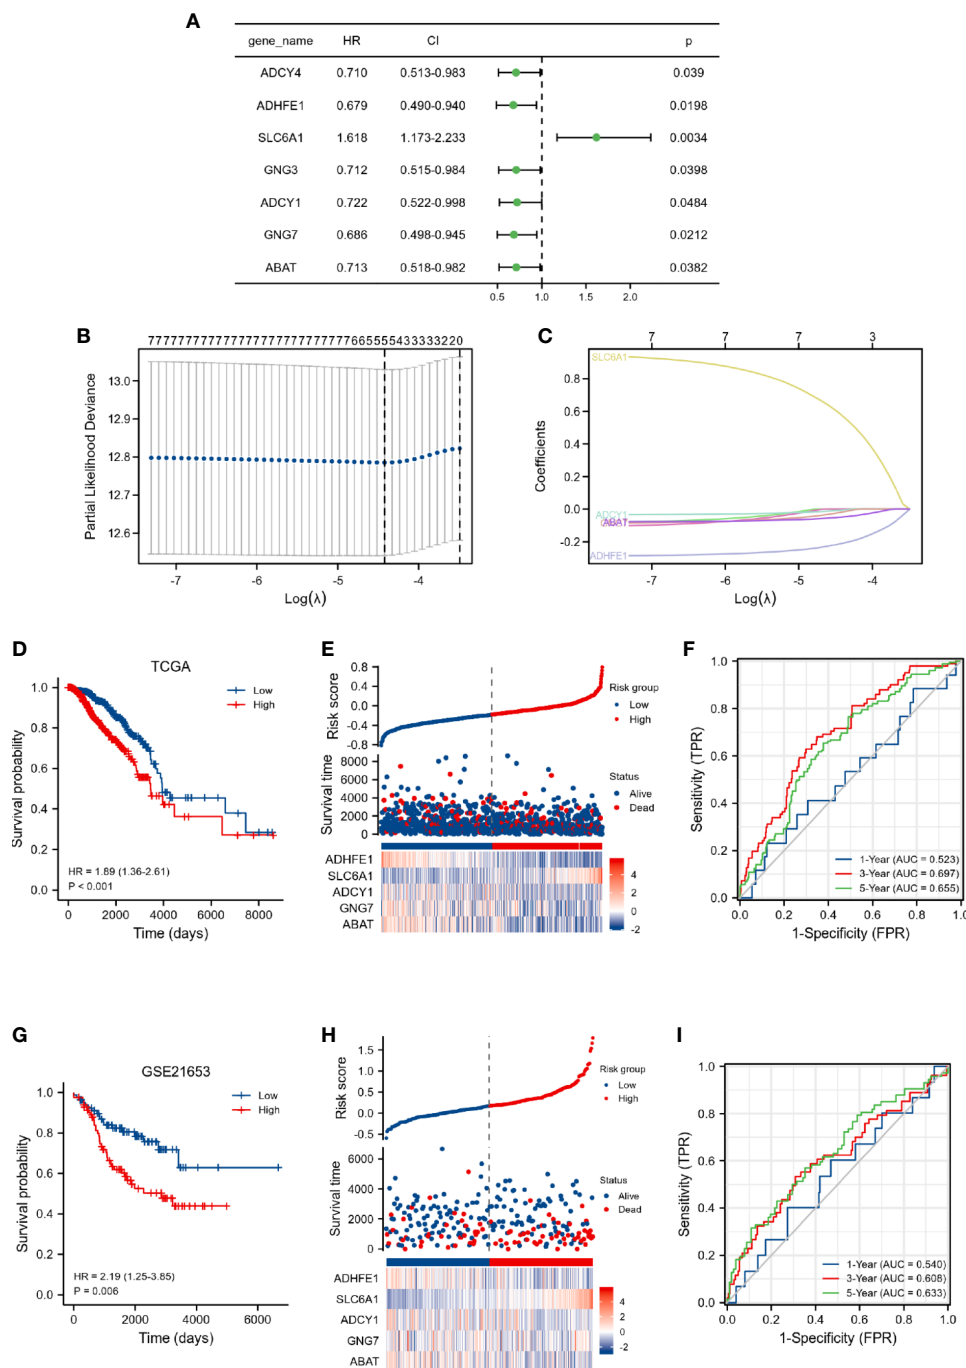 A
gene_name HR CI p
ADCY4 0.710 0.513-0.983 0.039
ADHFE1 0.679 0.490-0.940 0.0198
SLC6A1 1.618 1.173-2.233 0.0034
GNG3 0.712 0.515-0.984 0.0398
ADCY1 0.722 0.522-0.998 0.0484
GNG7 0.686 0.498-0.945 0.0212
ABAT 0.713 0.518-0.982 0.0382
0.5 1.0 1.5 2.0
B
Partial Likelihood Deviance
13.0
12.9
12.8
12.7
12.6
-7 -6 -5 -4
Log(λ)
C
7 7 7 3
Coefficients
0.8
0.6
0.4
0.2
0.0
-0.2
SLC6A1
ADCY1
ABAT
ADHFE1
-7 -6 -5 -4
Log(λ)
D
TCGA
Survival probability
1.0
0.8
0.6
0.4
0.2
0.0
Low
High
HR = 1.89 (1.36-2.61)
P < 0.001
0 2000 4000 6000 8000
Time (days)
E
Risk score
0.8
0.4
0.0
-0.4
-0.8
Risk group
Low
High
Survival time
8000
6000
4000
2000
0
Status
Alive
Dead
ADHFE1
SLC6A1
ADCY1
GNG7
ABAT
6
4
2
0
-2
F
Sensitivity (TPR)
1.0
0.8
0.6
0.4
0.2
0.0
1-Year (AUC = 0.523)
3-Year (AUC = 0.697)
5-Year (AUC = 0.655)
0.0 0.2 0.4 0.6 0.8 1.0
1-Specificity (FPR)
G
GSE21653
Survival probability
1.0
0.8
0.6
0.4
0.2
0.0
Low
High
HR = 2.19 (1.25-3.85)
P = 0.006
0 2000 4000 6000
Time (days)
H
Risk score
1.5
1.0
0.5
0.0
-0.5
Risk group
Low
High
Survival time
6000
4000
2000
0
Status
Alive
Dead
ADHFE1
SLC6A1
ADCY1
GNG7
ABAT
4
2
0
-2
I
Sensitivity (TPR)
1.0
0.8
0.6
0.4
0.2
0.0
1-Year (AUC = 0.540)
3-Year (AUC = 0.608)
5-Year (AUC = 0.633)
0.0 0.2 0.4 0.6 0.8 1.0
1-Specificity (FPR)